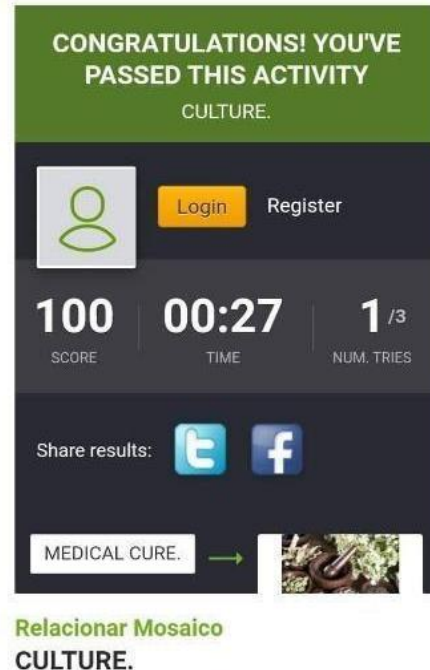 CONGRATULATIONS! YOU'VE
PASSED THIS ACTIVITY
CULTURE.
Login Register
100 00:27 1 /3
SCORE TIME NUM. TRIES
Share results:
MEDICAL CURE.
Relacionar Mosaico
CULTURE.